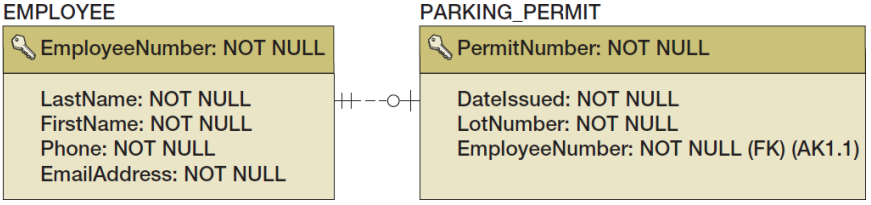 EMPLOYEE
EmployeeNumber: NOT NULL
LastName: NOT NULL
FirstName: NOT NULL
Phone: NOT NULL
EmailAddress: NOT NULL
PARKING_PERMIT
PermitNumber: NOT NULL
DateIssued: NOT NULL
LotNumber: NOT NULL
EmployeeNumber: NOT NULL (FK) (AK1.1)